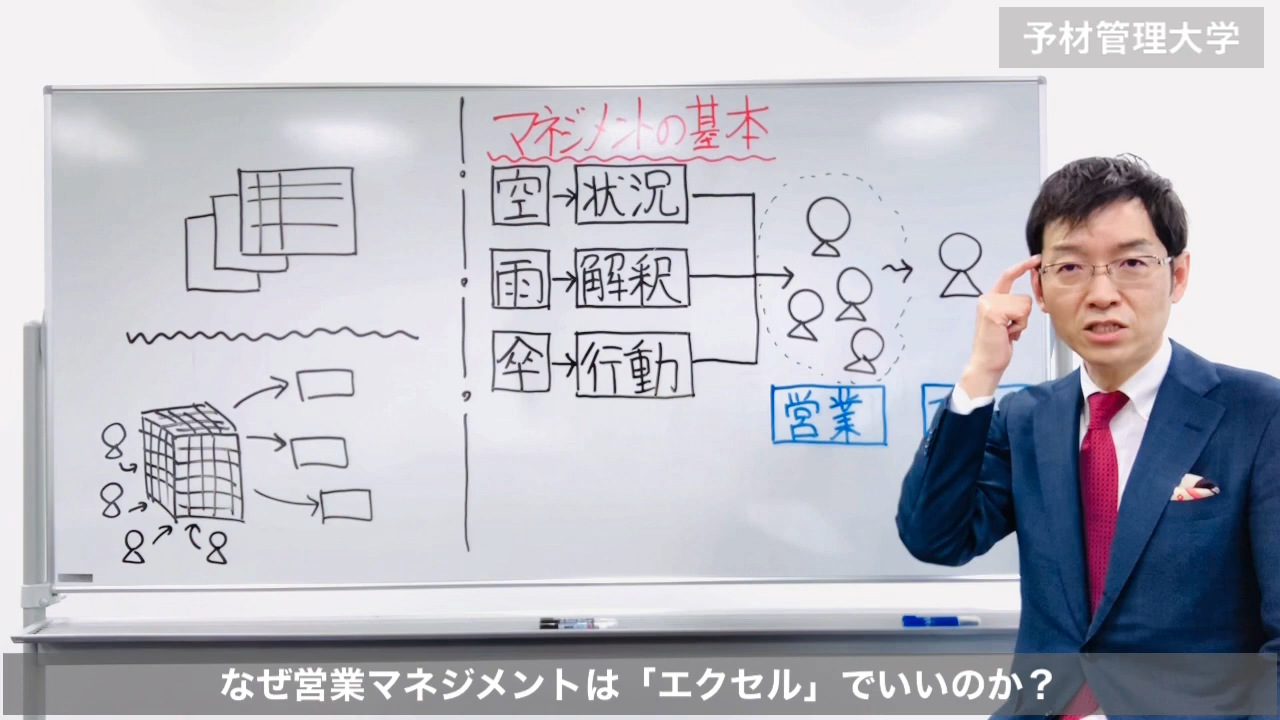 予材管理大学
マネジメントの基本
空 → 状況
雨 → 解釈
傘 → 行動
営業
なぜ営業マネジメントは「エクセル」でいいのか？